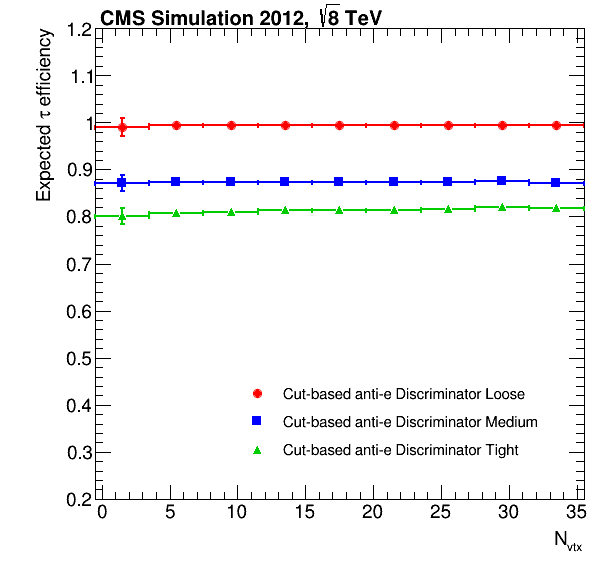 CMS Simulation 2012, √8 TeV
Expected τ efficiency
1.2
1.1
1
0.9
0.8
0.7
0.6
0.5
0.4
0.3
0.2
Cut-based anti-e Discriminator Loose
Cut-based anti-e Discriminator Medium
Cut-based anti-e Discriminator Tight
0 5 10 15 20 25 30 35
Nvtx